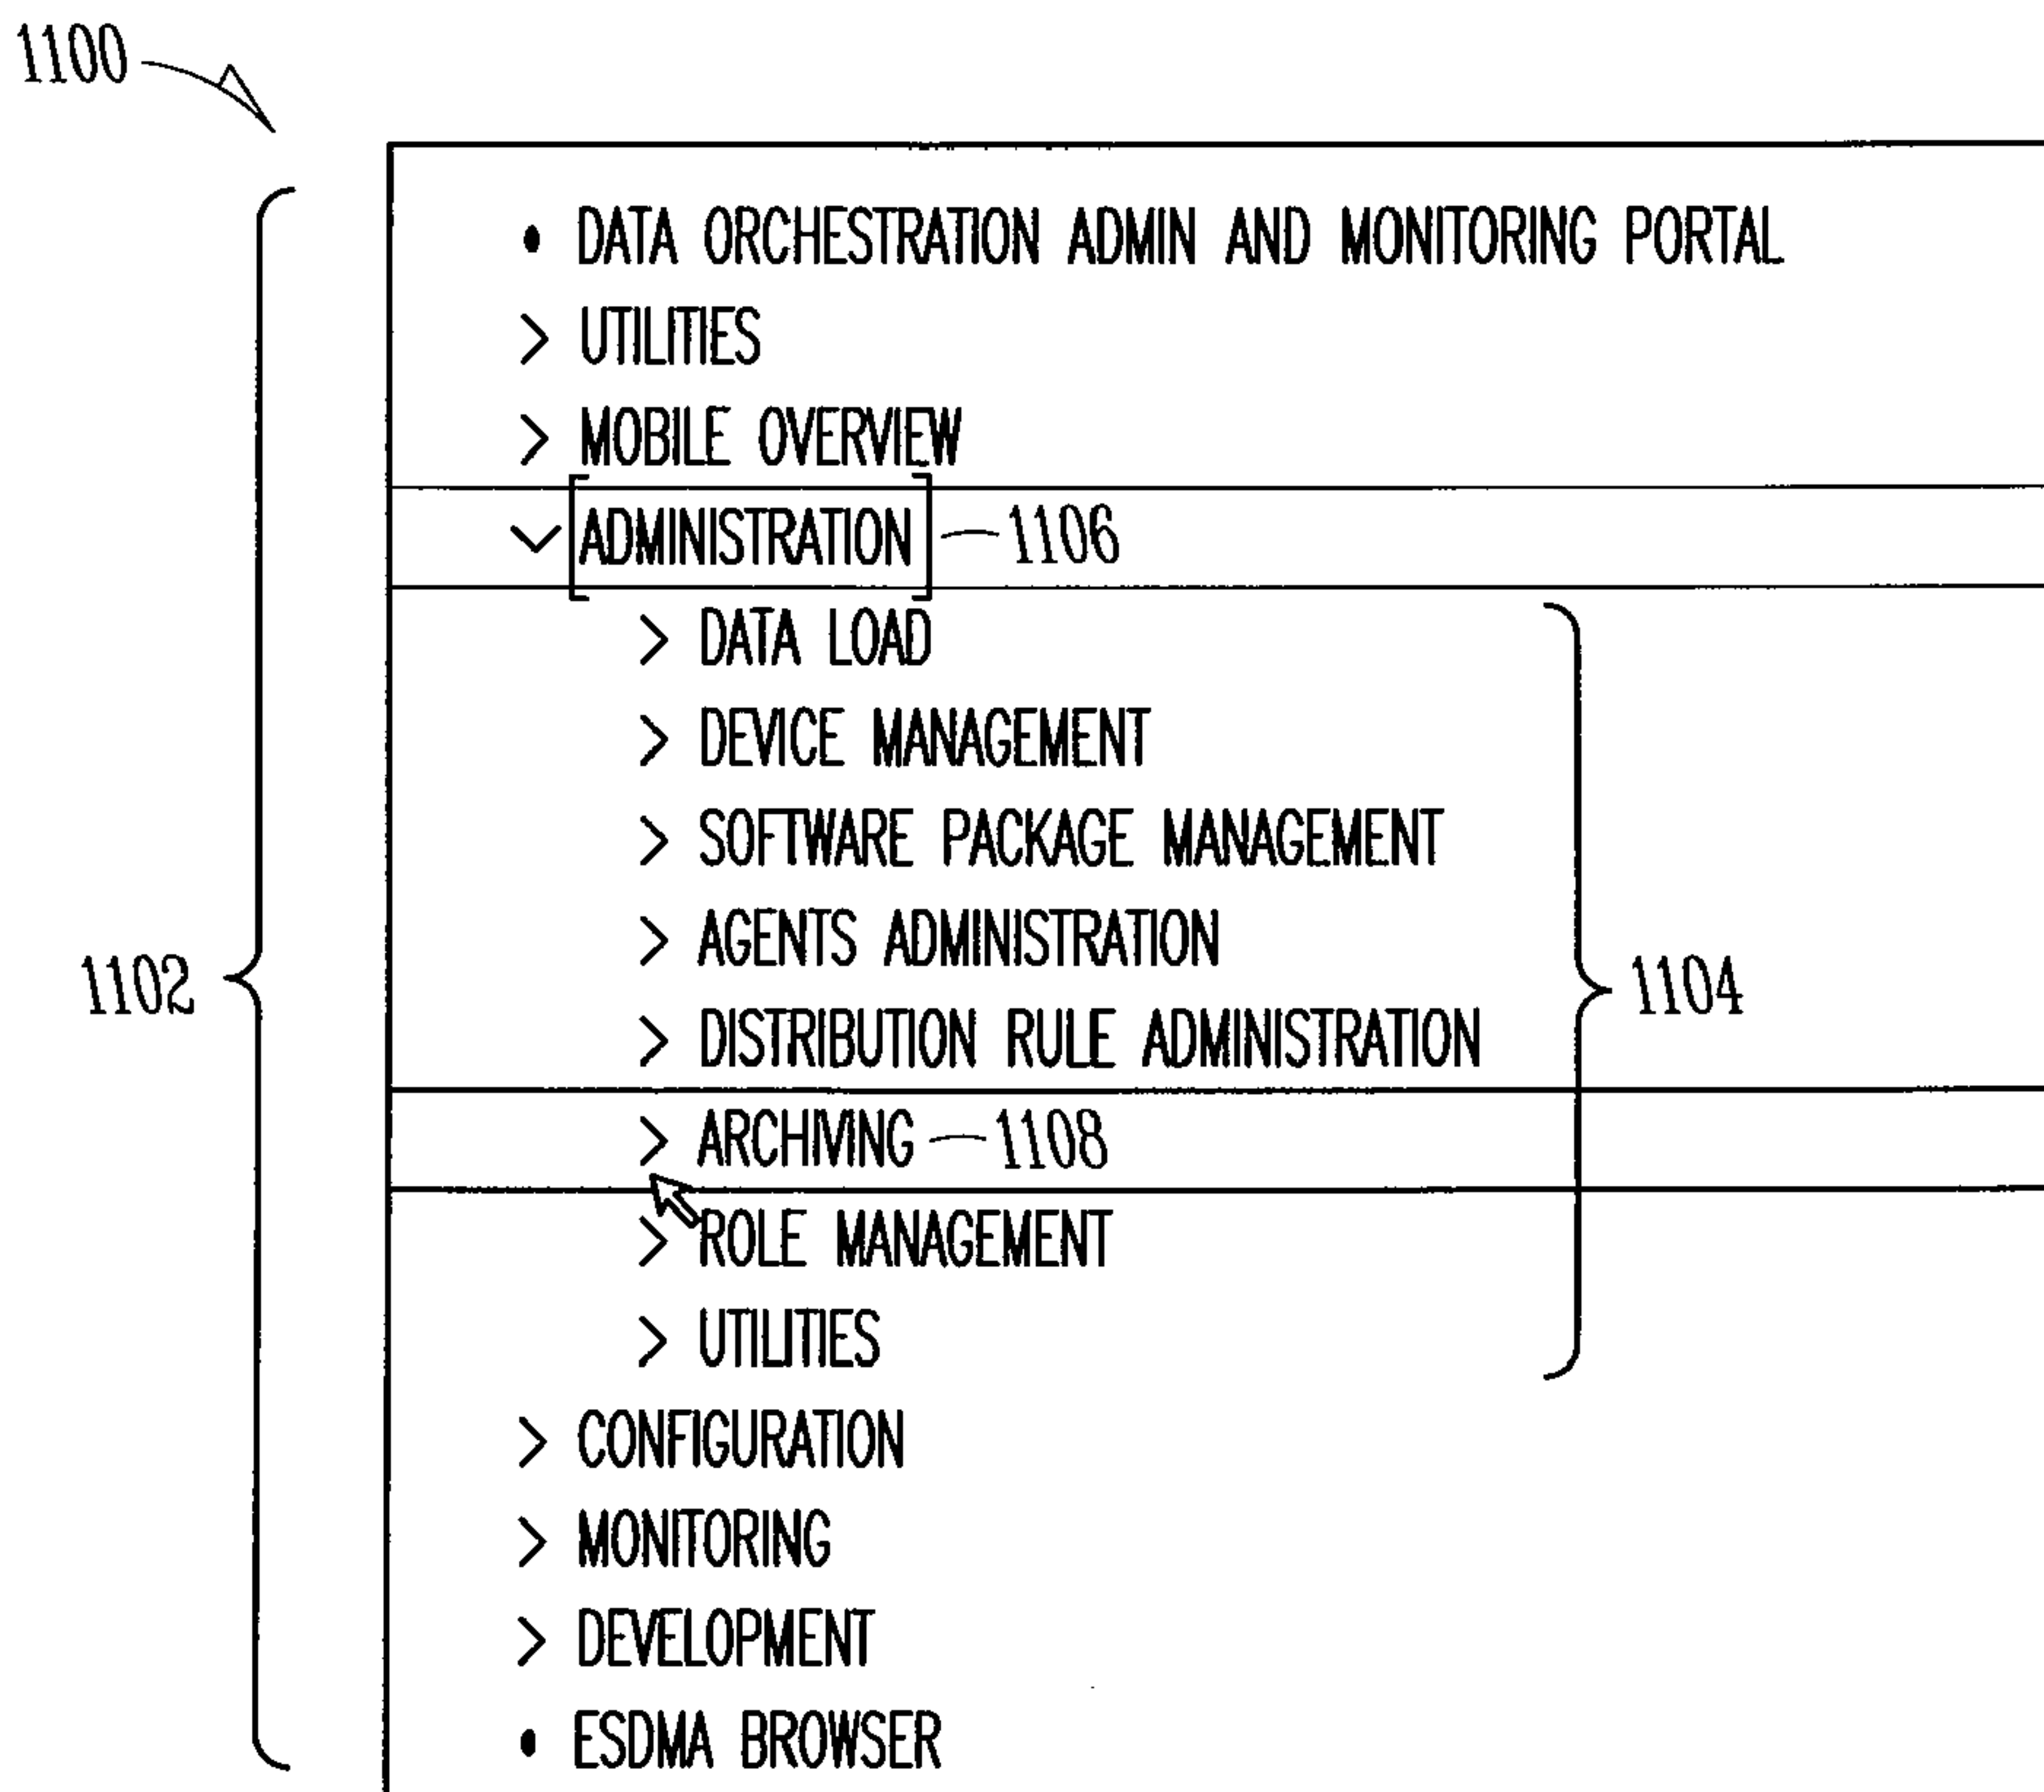 1100
• DATA ORCHESTRATION ADMIN AND MONITORING PORTAL
> UTILITIES
> MOBILE OVERVIEW
ADMINISTRATION 1106
> DATA LOAD
> DEVICE MANAGEMENT
> SOFTWARE PACKAGE MANAGEMENT
> AGENTS ADMINISTRATION
1102 1104
> DISTRIBUTION RULE ADMINISTRATION
> ARCHIVING 1108
> ROLE MANAGEMENT
> UTILITIES
> CONFIGURATION
> MONITORING
> DEVELOPMENT
• ESDMA BROWSER